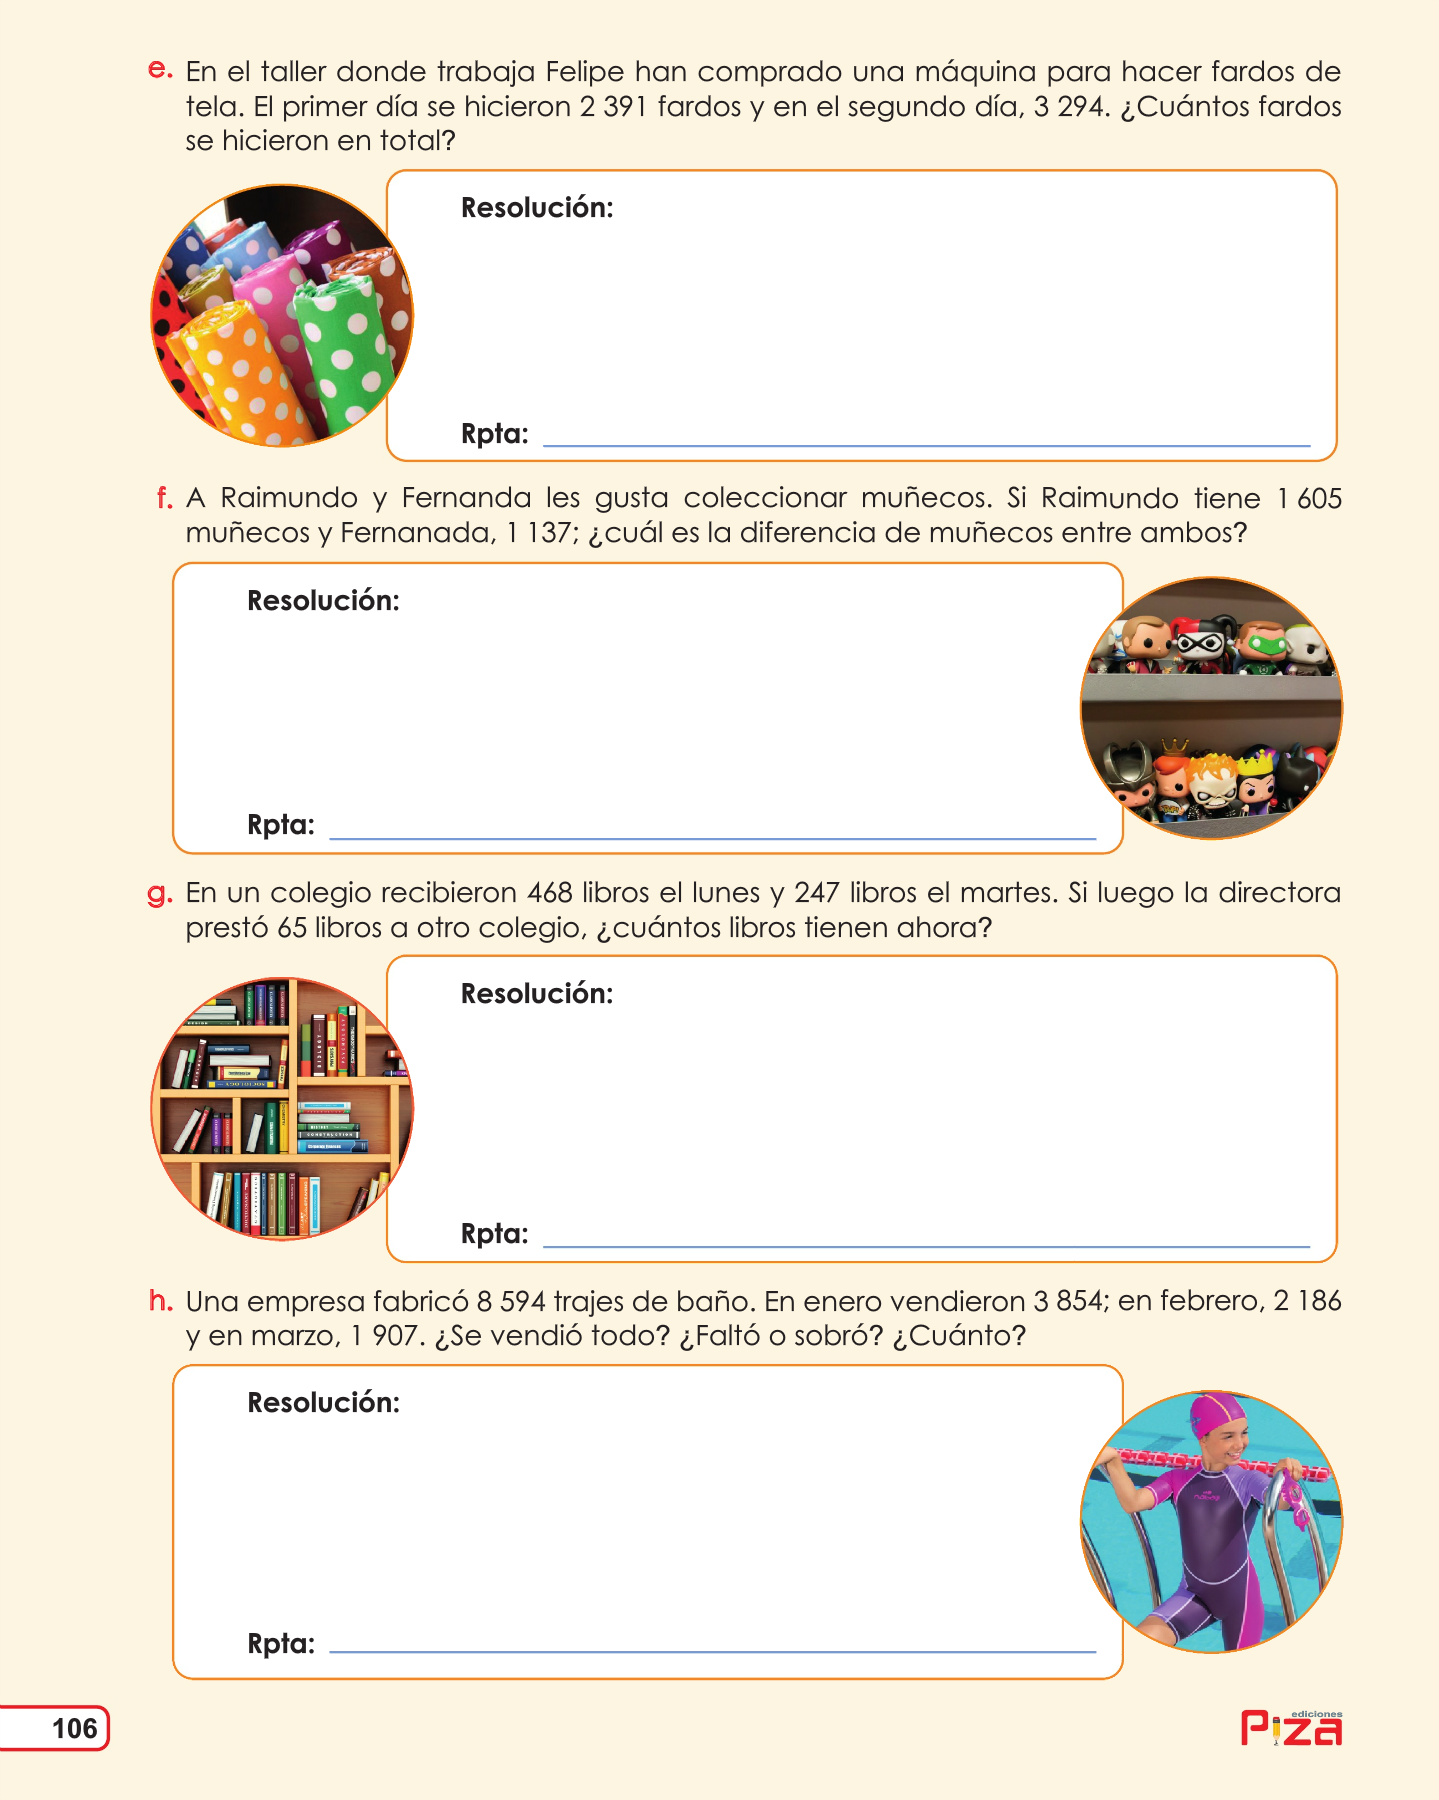 e. En el taller donde trabaja Felipe han comprado una máquina para hacer fardos de
tela. El primer día se hicieron 2 391 fardos y en el segundo día, 3 294. ¿Cuántos fardos
se hicieron en total?
Resolución:
Rpta:
f. A Raimundo y Fernanda les gusta coleccionar muñecos. Si Raimundo tiene 1 605
muñecos y Fernanada, 1 137; ¿cuál es la diferencia de muñecos entre ambos?
Resolución:
Rpta:
g. En un colegio recibieron 468 libros el lunes y 247 libros el martes. Si luego la directora
prestó 65 libros a otro colegio, ¿cuántos libros tienen ahora?
Resolución:
Rpta:
h. Una empresa fabricó 8 594 trajes de baño. En enero vendieron 3 854; en febrero, 2 186
y en marzo, 1 907. ¿Se vendió todo? ¿Faltó o sobró? ¿Cuánto?
Resolución:
Rpta:
106
ediciones
Piza